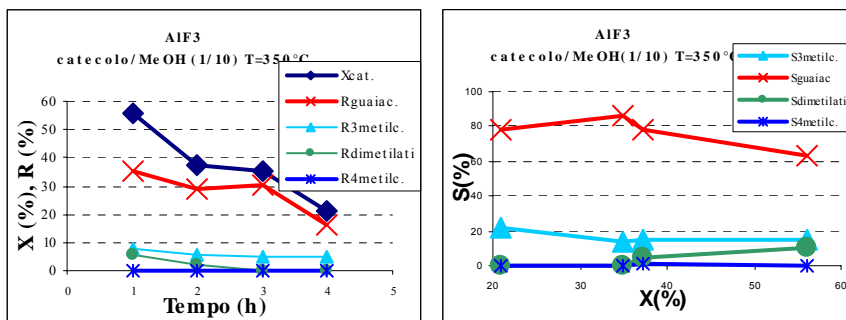 AlF3
catecolo/MeOH (1/10) T=350°C
Xcat.
Rguaiac.
R3metilc.
Rdimetilati
R4metilc.
X (%), R (%)
60
50
40
30
20
10
0
0 1 2 3 4 5
Tempo (h)
AlF3
catecolo/MeOH (1/10) T=350°C
S3metilc.
Sguaiac
Sdimetilati
S4metilc.
S(%)
100
80
60
40
20
0
20 30 40 50 60
X(%)